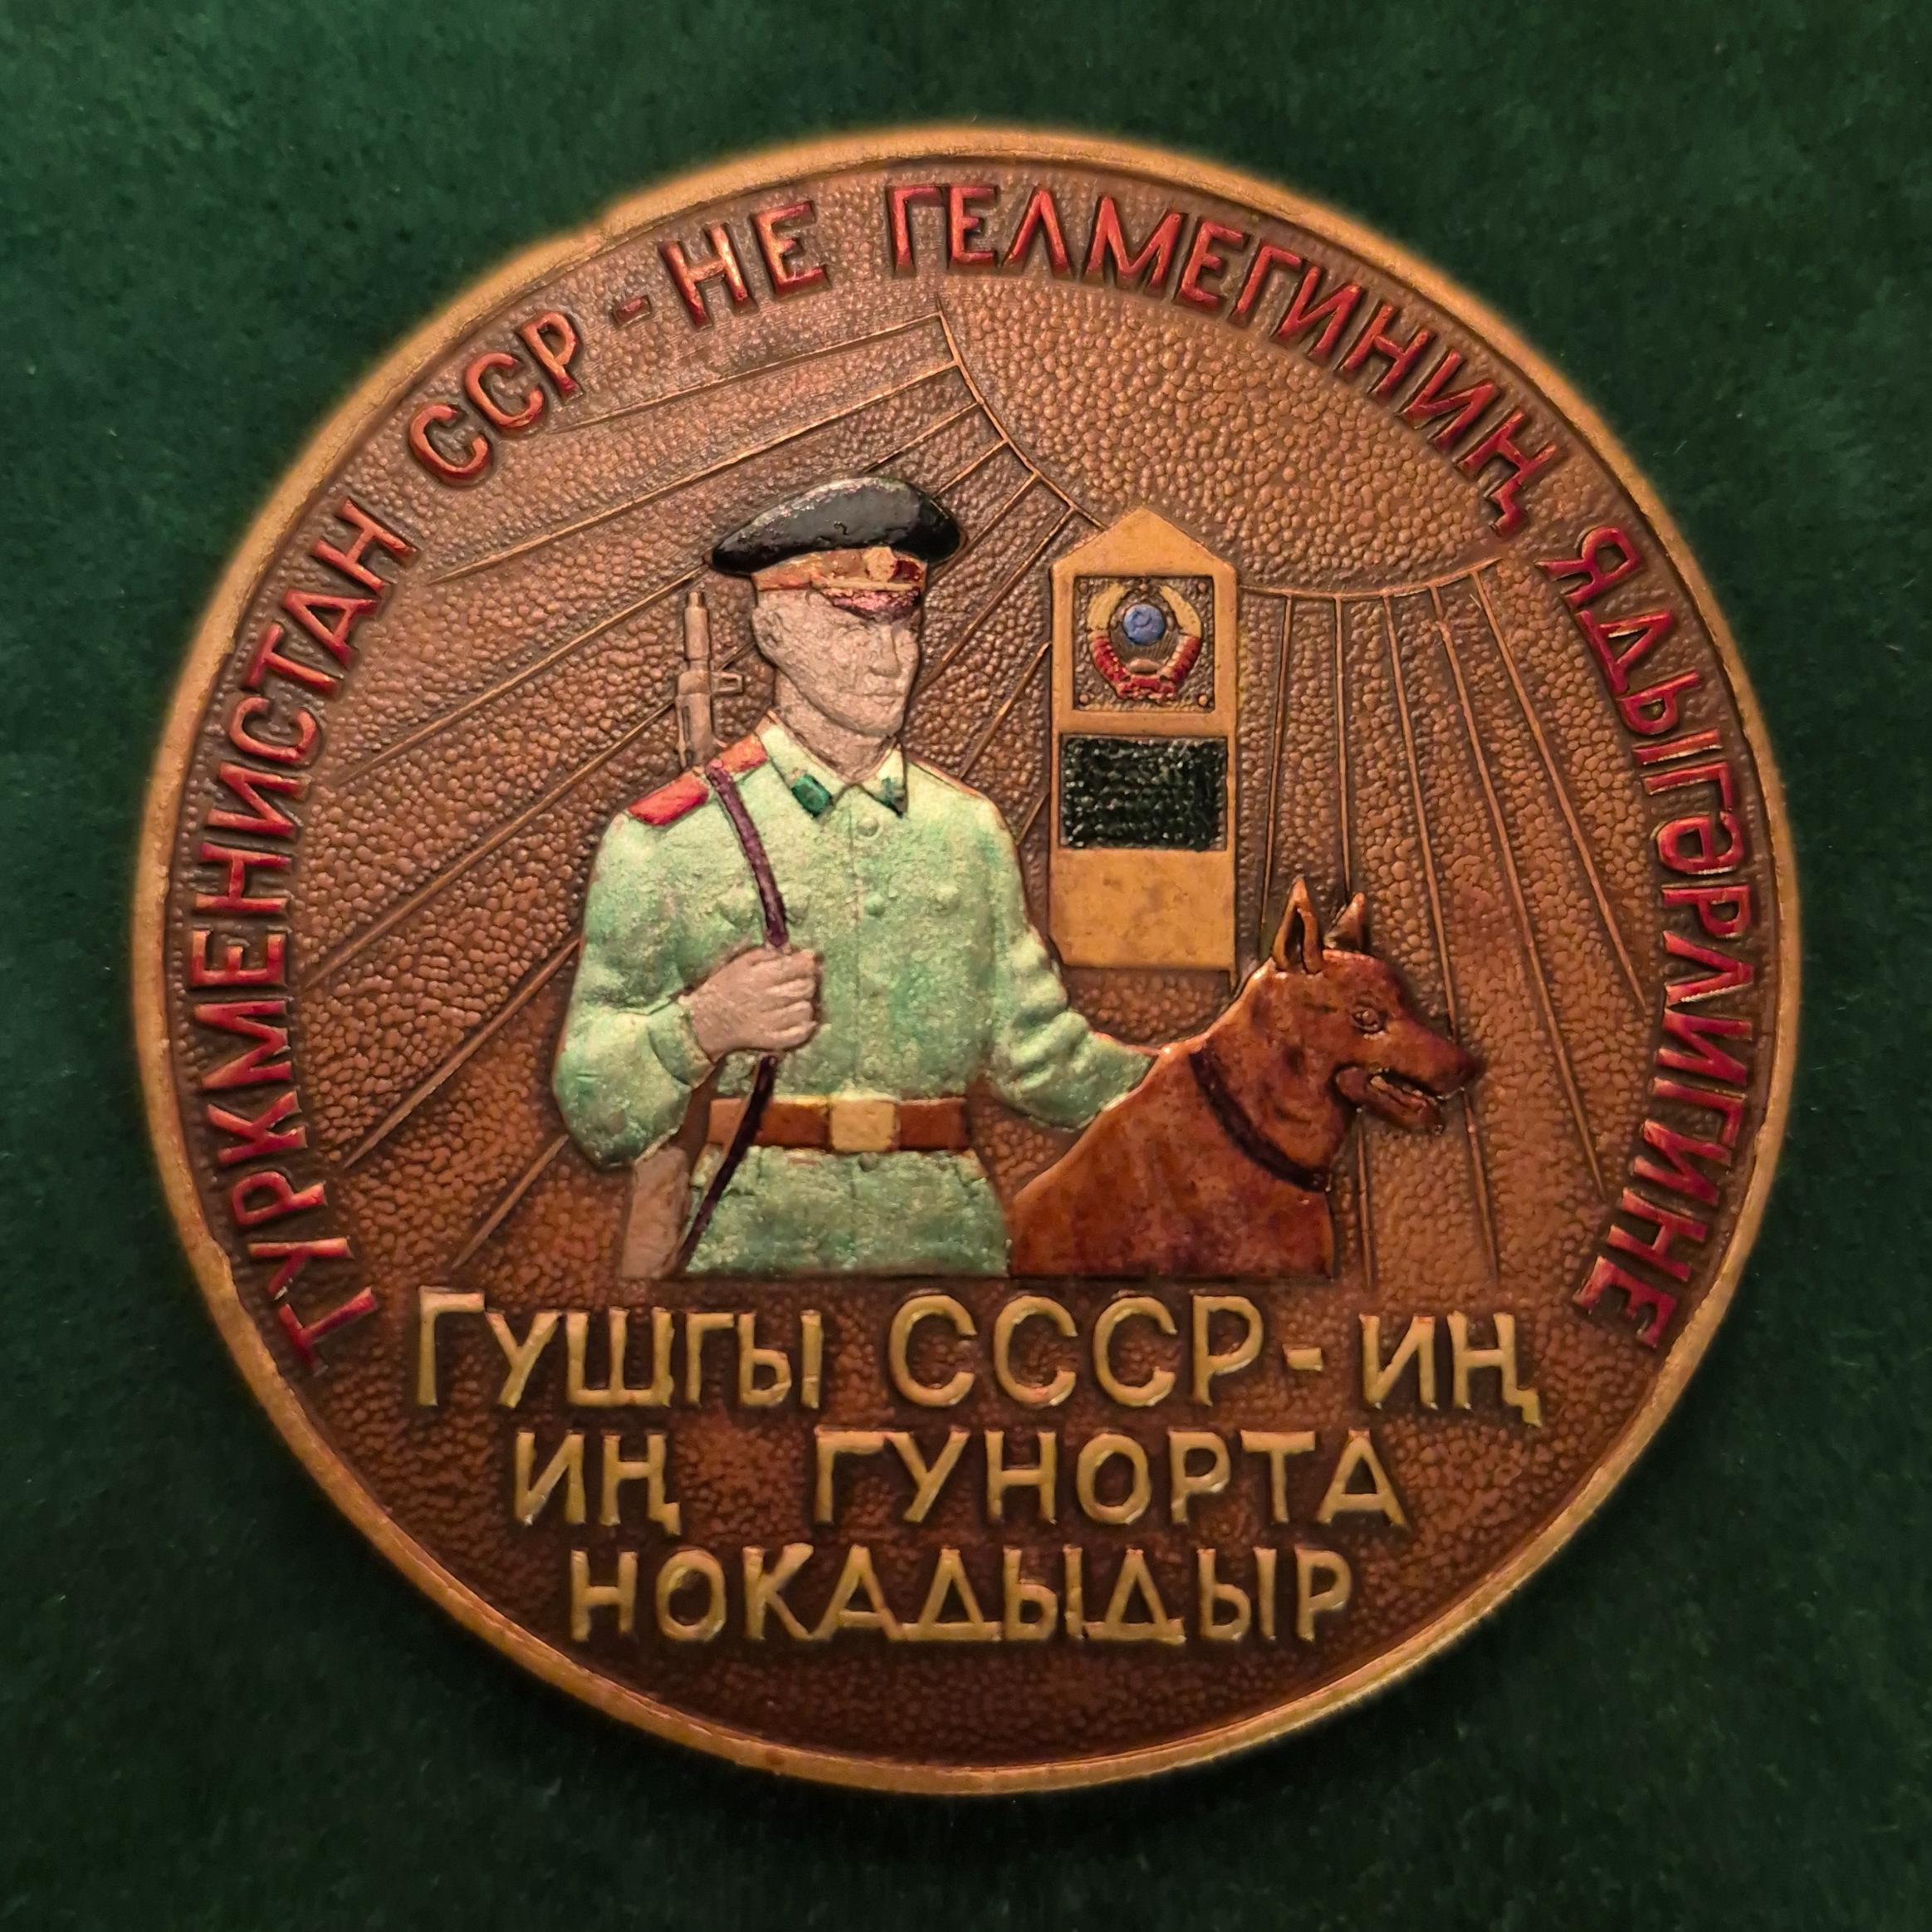 ТУРКМЕНИСТАН ССР - НЕ ГЕЛМЕГИНИҢ ЯДЫГӘРЛИГИНЕ
ГУШГЫ СССР - ИҢ
ИҢ ГУНОРТА
НОКАДЫДЫР